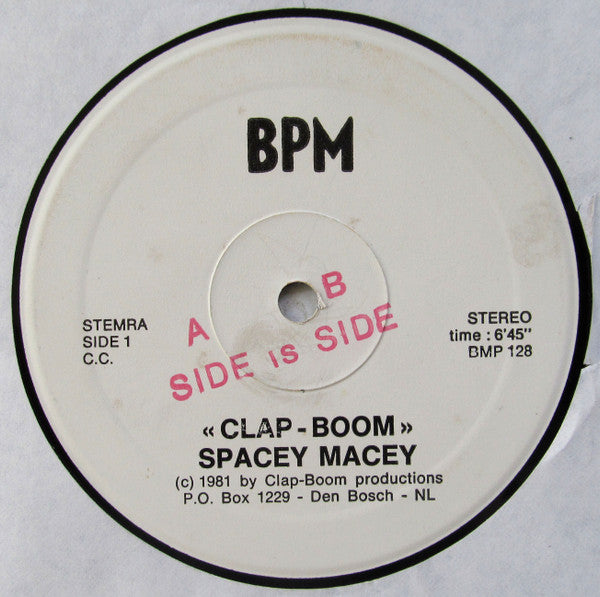 BPM
STEMRA
SIDE 1
C.C.
A B
SIDE is SIDE
STEREO
time : 6'45"
BMP 128
« CLAP - BOOM »
SPACEY MACEY
(c) 1981 by Clap-Boom productions
P.O. Box 1229 - Den Bosch - NL